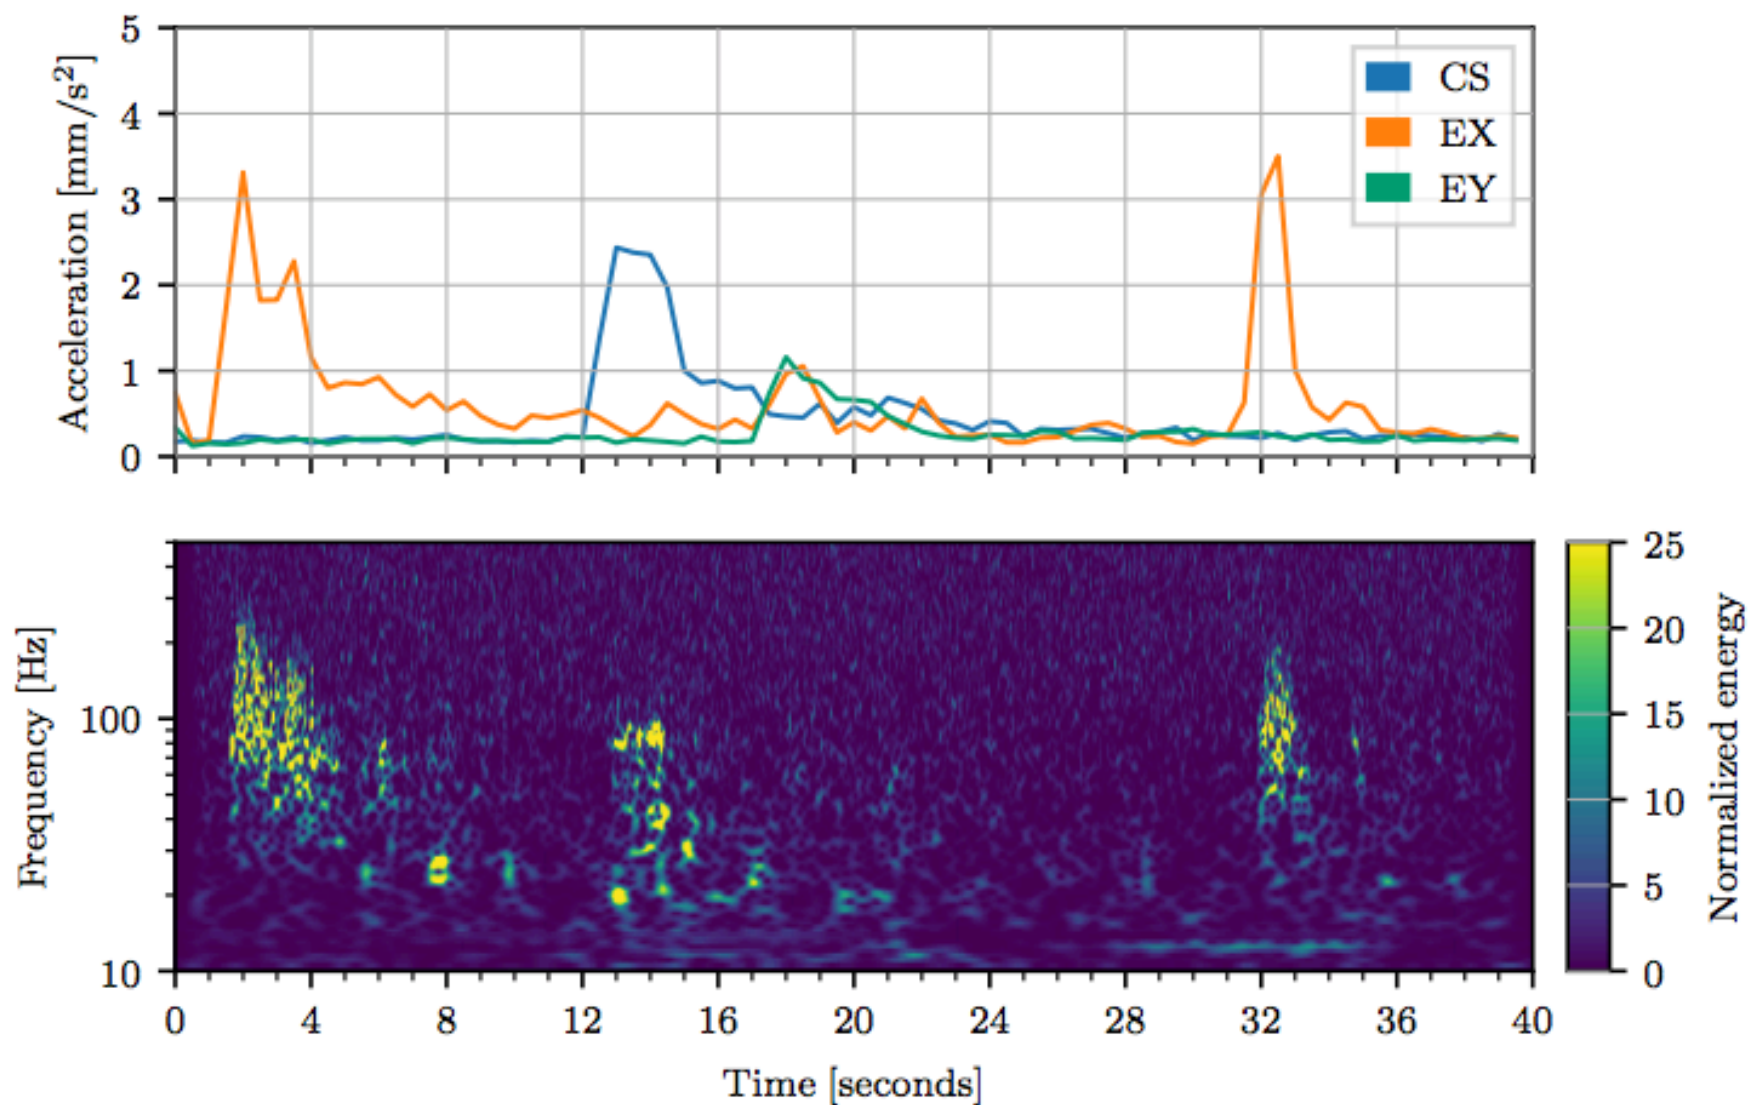 5
4
3
2
1
0
Acceleration [mm/s²]
CS
EX
EY
100
10
Frequency [Hz]
0 4 8 12 16 20 24 28 32 36 40
Time [seconds]
25
20
15
10
5
0
Normalized energy